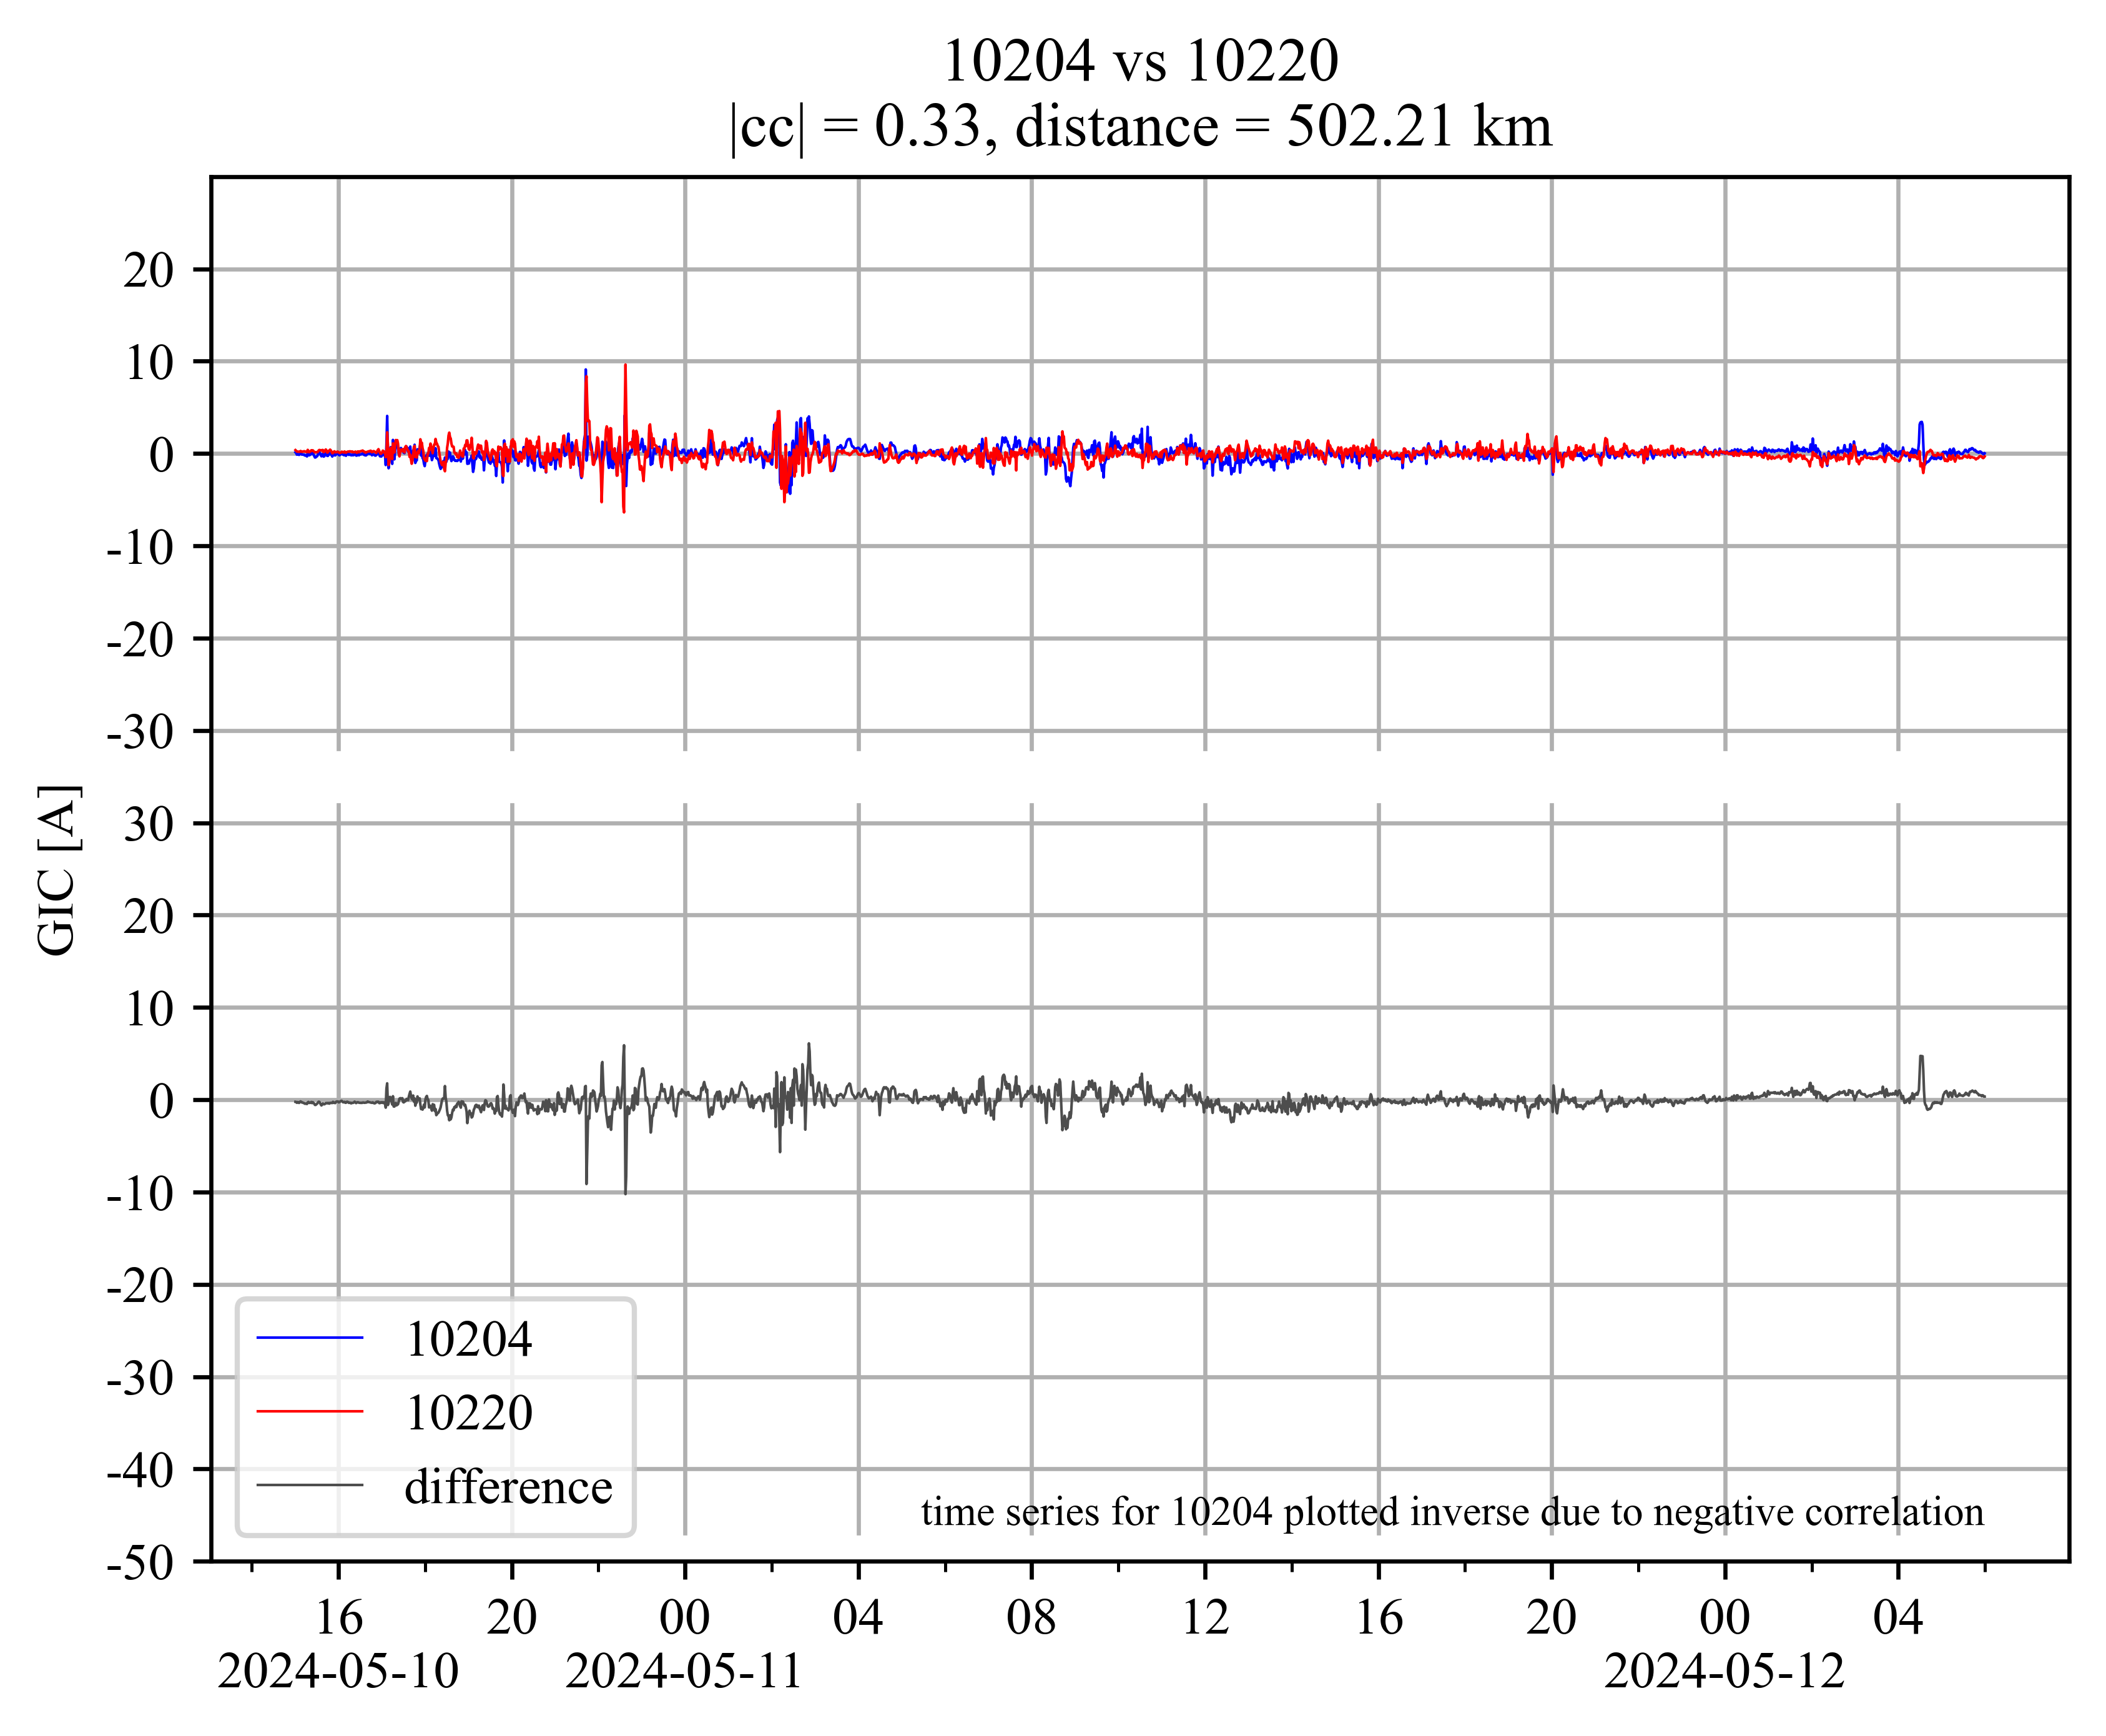 10204 vs 10220
|cc| = 0.33, distance = 502.21 km
GIC [A]
20
10
0
-10
-20
-30
30
20
10
0
-10
-20
-30
-40
-50
10204
10220
difference
time series for 10204 plotted inverse due to negative correlation
16 20 00 04 08 12 16 20 00 04
2024-05-10 2024-05-11 2024-05-12